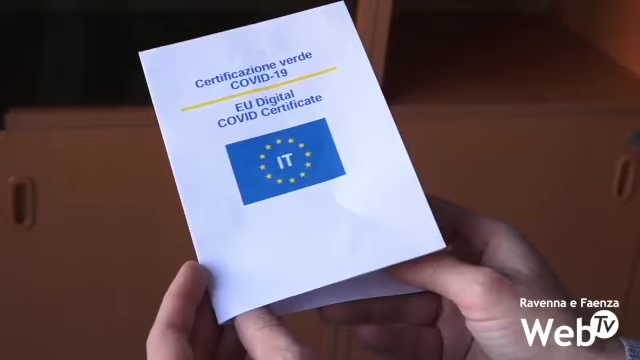 Certificazione verde
COVID-19
EU Digital
COVID Certificate
IT
Ravenna e Faenza
Web Tv